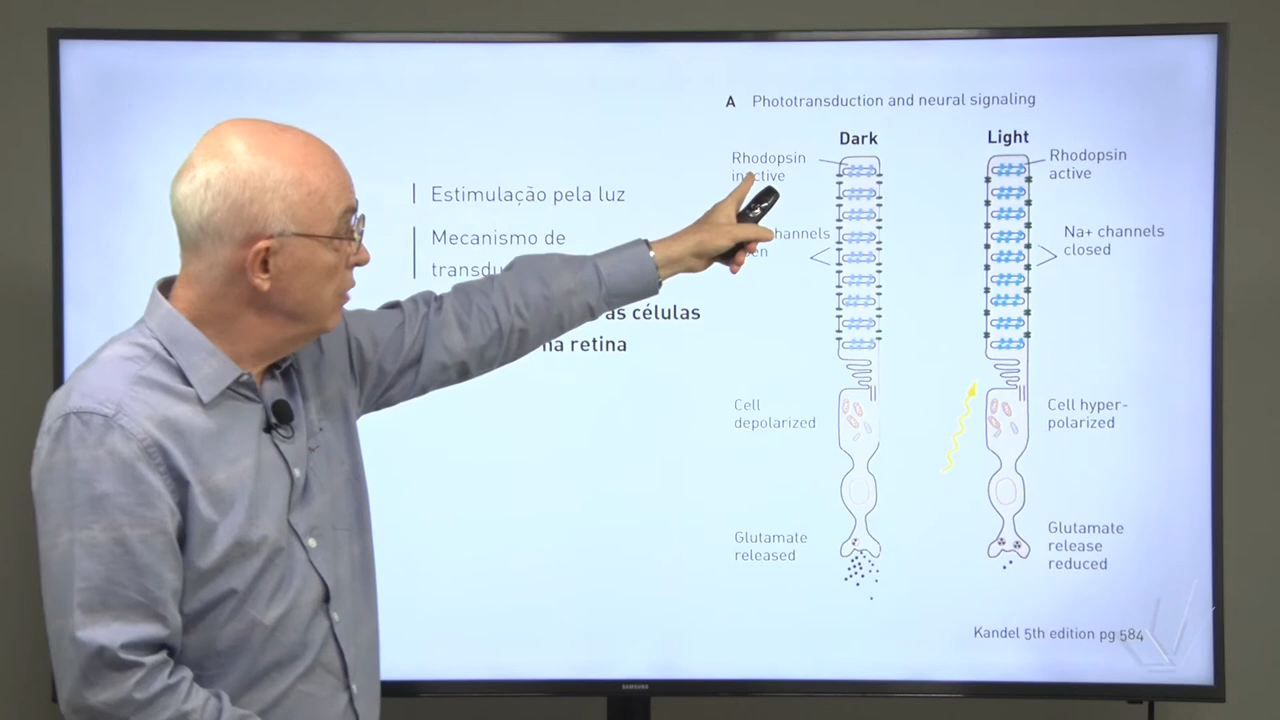 A Phototransduction and neural signaling
Dark
Light
Rhodopsin
Rhodopsin
active
Estimulação pela luz
Mecanismo de
channels
Na+ channels
closed
as células
na retina
Cell
depolarized
Cell hyper-
polarized
Glutamate
released
Glutamate
release
reduced
Kandel 5th edition pg 584
SAMSUNG